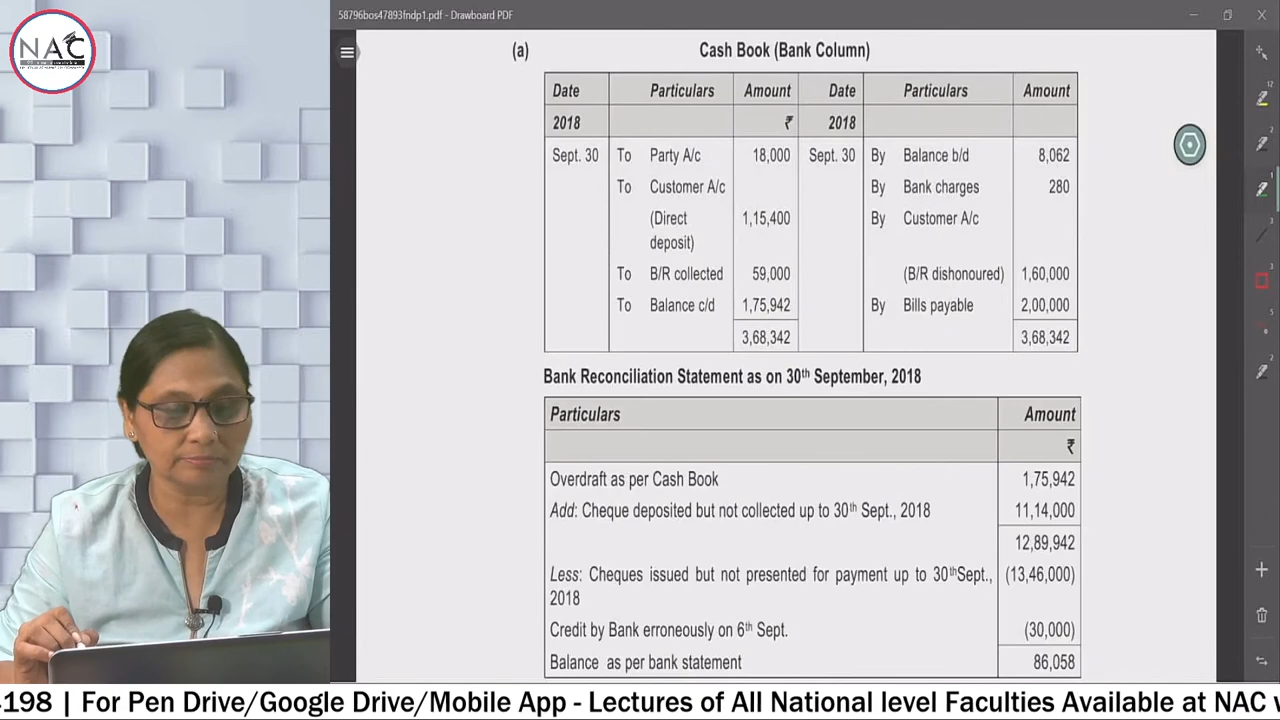 58796bos47893fndp1.pdf - Drawboard PDF
NAC
(a) Cash Book (Bank Column)
Date Particulars Amount Date Particulars Amount
2018 ₹ 2018
Sept. 30 To Party A/c 18,000 Sept. 30 By Balance b/d 8,062
To Customer A/c By Bank charges 280
(Direct 1,15,400 By Customer A/c
deposit)
To B/R collected 59,000 (B/R dishonoured) 1,60,000
To Balance c/d 1,75,942 By Bills payable 2,00,000
3,68,342 3,68,342
Bank Reconciliation Statement as on 30th September, 2018
Particulars Amount
₹
Overdraft as per Cash Book 1,75,942
Add: Cheque deposited but not collected up to 30th Sept., 2018 11,14,000
12,89,942
Less: Cheques issued but not presented for payment up to 30thSept., (13,46,000)
2018
Credit by Bank erroneously on 6th Sept. (30,000)
Balance as per bank statement 86,058
198 | For Pen Drive/Google Drive/Mobile App - Lectures of All National level Faculties Available at NAC